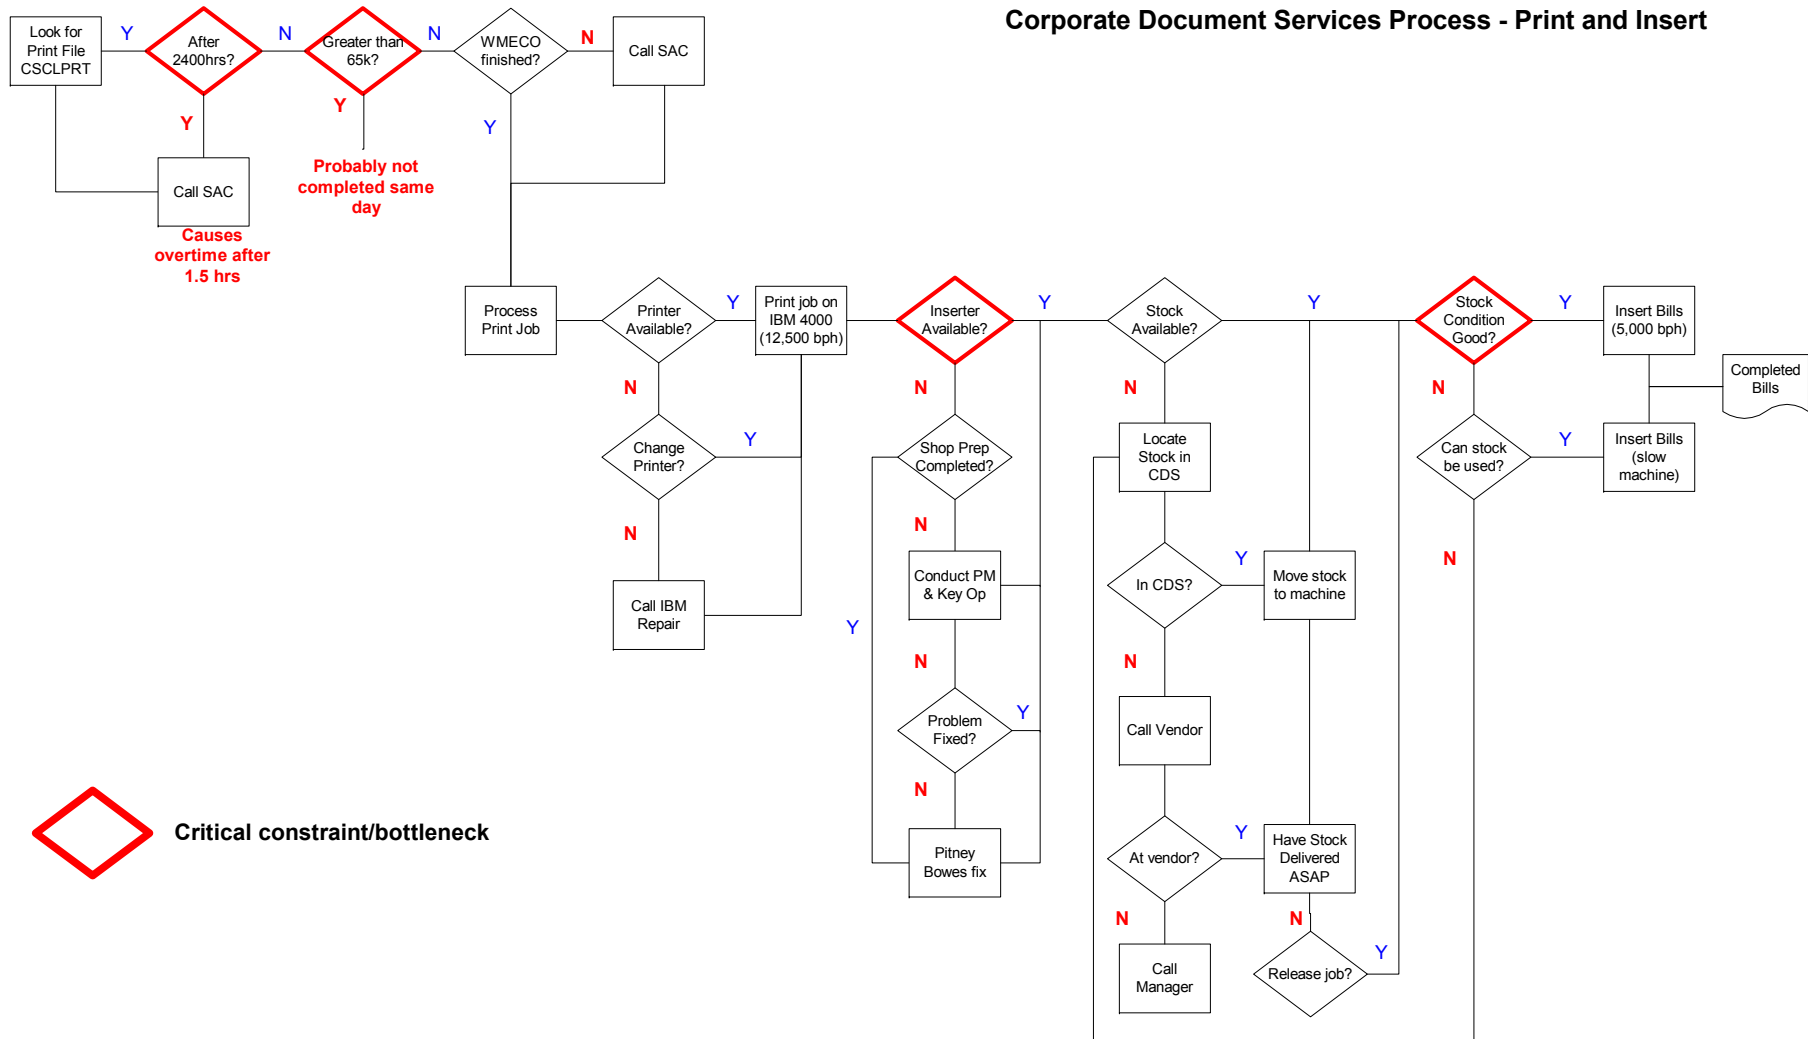 Corporate Document Services Process - Print and Insert
Look for
Print File
CSCLPRT
Y
After
2400hrs?
N
Greater than
65k?
N
WMECO
finished?
N
Call SAC
Y
Y
Y
Call SAC
Causes
overtime after
1.5 hrs
Probably not
completed same
day
Process
Print Job
Printer
Available?
Y
Print job on
IBM 4000
(12,500 bph)
Inserter
Available?
Y
Stock
Available?
Y
Stock
Condition
Good?
Y
Insert Bills
(5,000 bph)
Completed
Bills
N
N
N
N
Change
Printer?
Y
Shop Prep
Completed?
Locate
Stock in
CDS
Can stock
be used?
Y
Insert Bills
(slow
machine)
N
N
N
Call IBM
Repair
Y
Conduct PM
& Key Op
In CDS?
Y
Move stock
to machine
N
N
Problem
Fixed?
Y
Call Vendor
N
Pitney
Bowes fix
At vendor?
Y
Have Stock
Delivered
ASAP
N
N
Call
Manager
Release job?
Y
Critical constraint/bottleneck